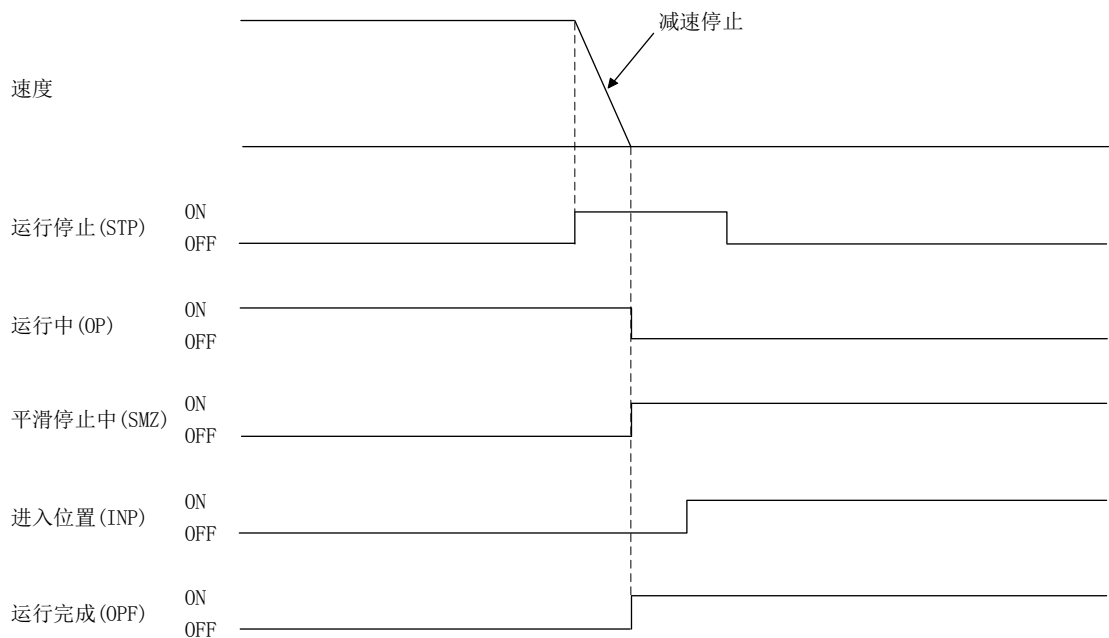 减速停止
速度
运行停止(STP)
ON
OFF
运行中(OP)
ON
OFF
平滑停止中(SMZ)
ON
OFF
进入位置(INP)
ON
OFF
运行完成(OPF)
ON
OFF